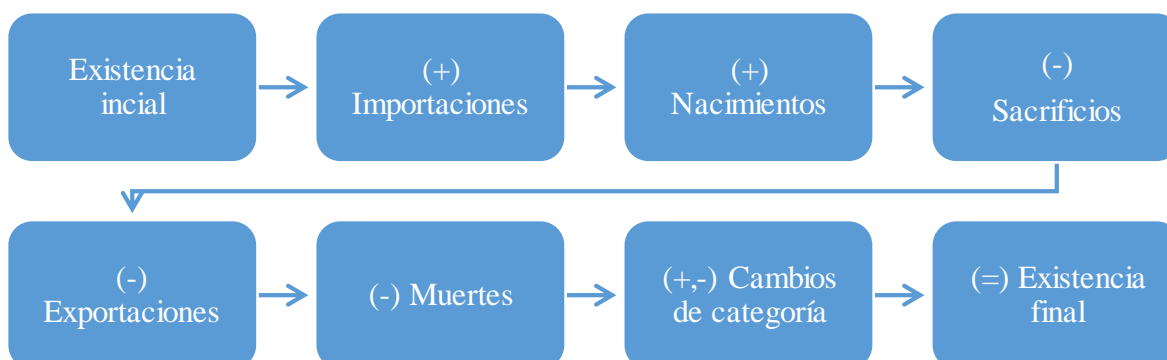 Existencia
incial
(+)
Importaciones
(+)
Nacimientos
(-)
Sacrificios
(-)
Exportaciones
(-) Muertes
(+,-) Cambios
de categoría
(=) Existencia
final